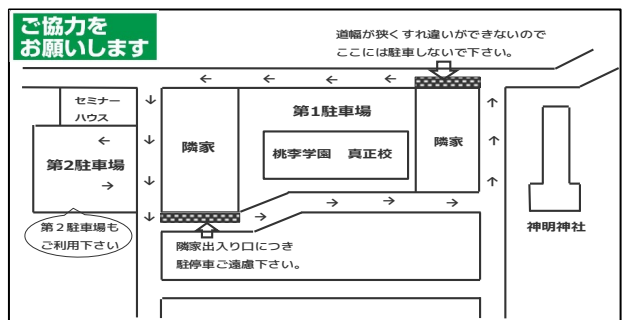 ご協力を
お願いします
道幅が狭くすれ違いができないので
ここには駐車しないで下さい。
セミナー
ハウス
第2駐車場
隣家
第1駐車場
桃李学園 真正校
隣家
神明神社
第２駐車場も
ご利用下さい
隣家出入り口につき
駐停車ご遠慮下さい。